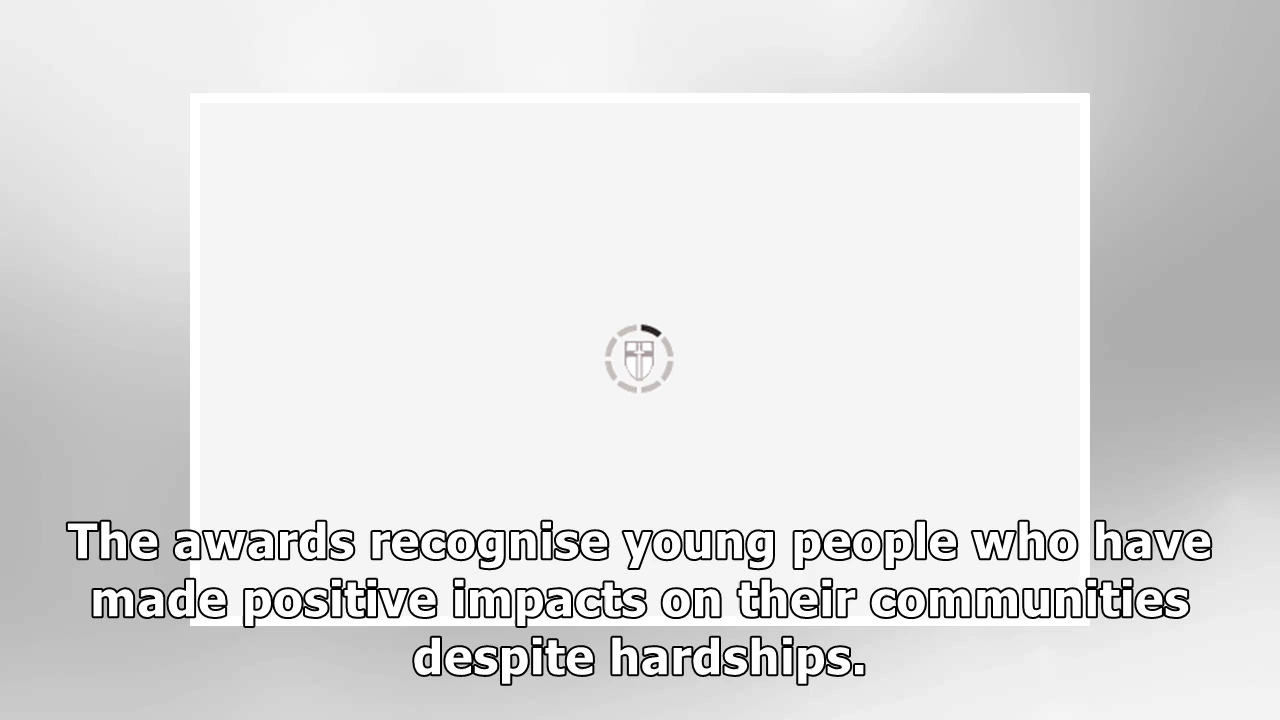 The awards recognise young people who have
made positive impacts on their communities
despite hardships.